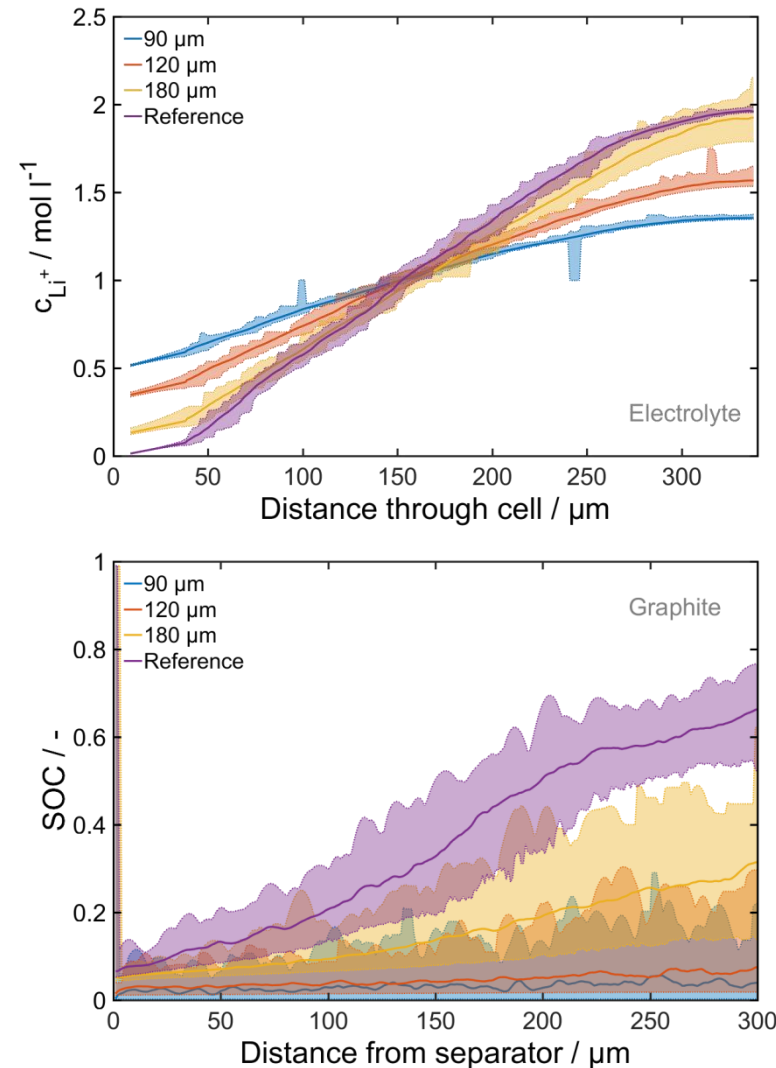 2.5
90 µm
120 µm
180 µm
Reference
2
1.5
1
0.5
0
c_Li⁺ / mol l⁻¹
Electrolyte
50 100 150 200 250 300
Distance through cell / µm
1
90 µm
120 µm
180 µm
Reference
Graphite
0.8
0.6
0.4
0.2
0
SOC / -
0 50 100 150 200 250 300
Distance from separator / µm